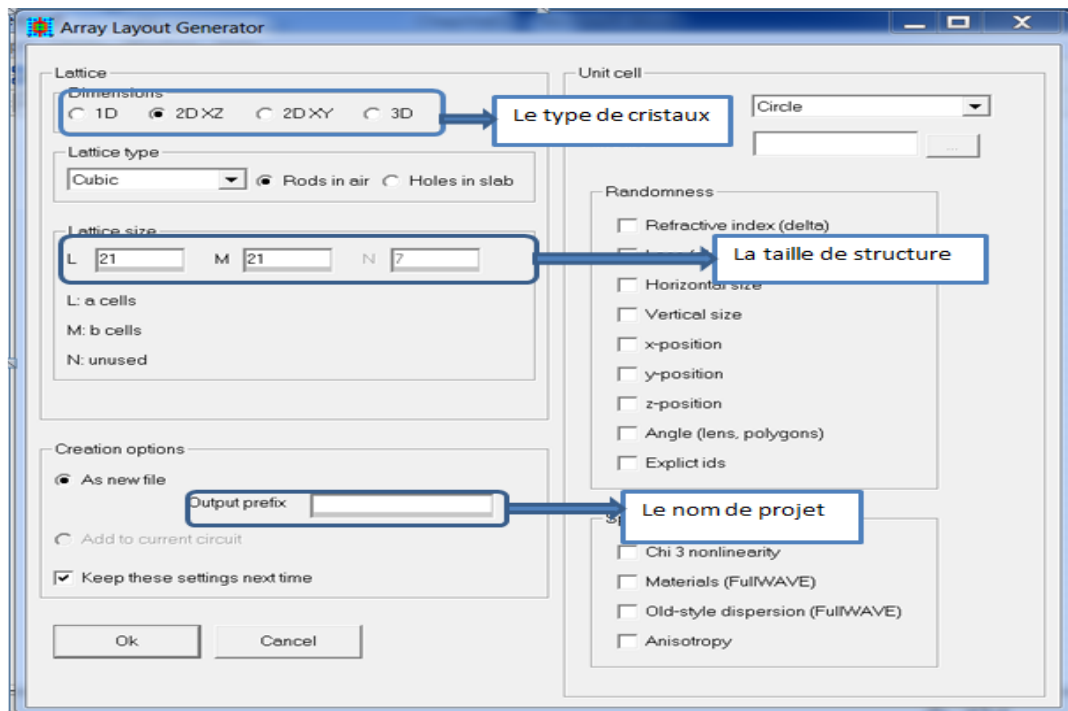 Array Layout Generator
Lattice
Dimensions
1D 2D XZ 2D XY 3D
Le type de cristaux
Lattice type
Cubic Rods in air Holes in slab
Lattice size
L 21 M 21 N 7
La taille de structure
L: a cells
M: b cells
N: unused
Creation options
As new file
Output prefix
Le nom de projet
Add to current circuit
Keep these settings next time
Ok Cancel
Unit cell
Circle
...
Randomness
Refractive index (delta)
Horizontal size
Vertical size
x-position
y-position
z-position
Angle (lens, polygons)
Explict ids
Chi 3 nonlinearity
Materials (FullWAVE)
Old-style dispersion (FullWAVE)
Anisotropy